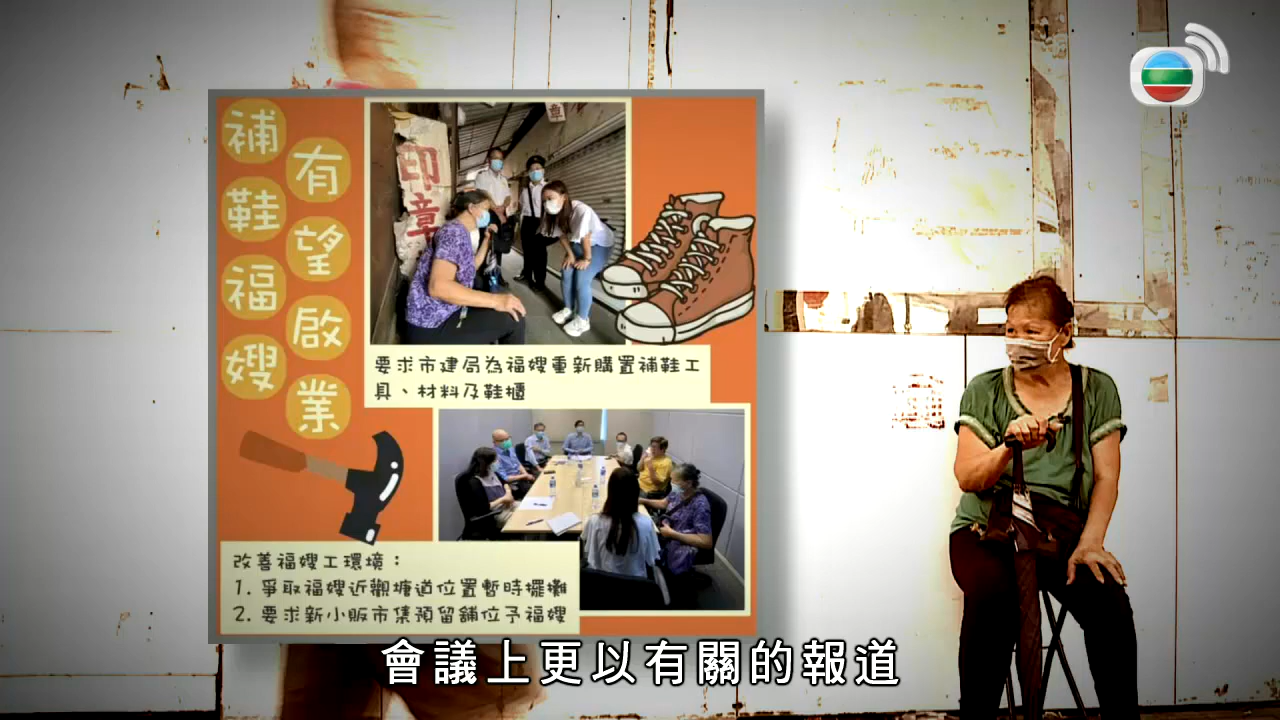 補鞋福嫂
有望啟業
印章
章
要求市建局為福嫂重新購置補鞋工
具、材料及鞋櫃
改善福嫂工環境：
1. 爭取福嫂近觀塘道位置暫時擺攤
2. 要求新小販市集預留舖位予福嫂
會議上更以有關的報道